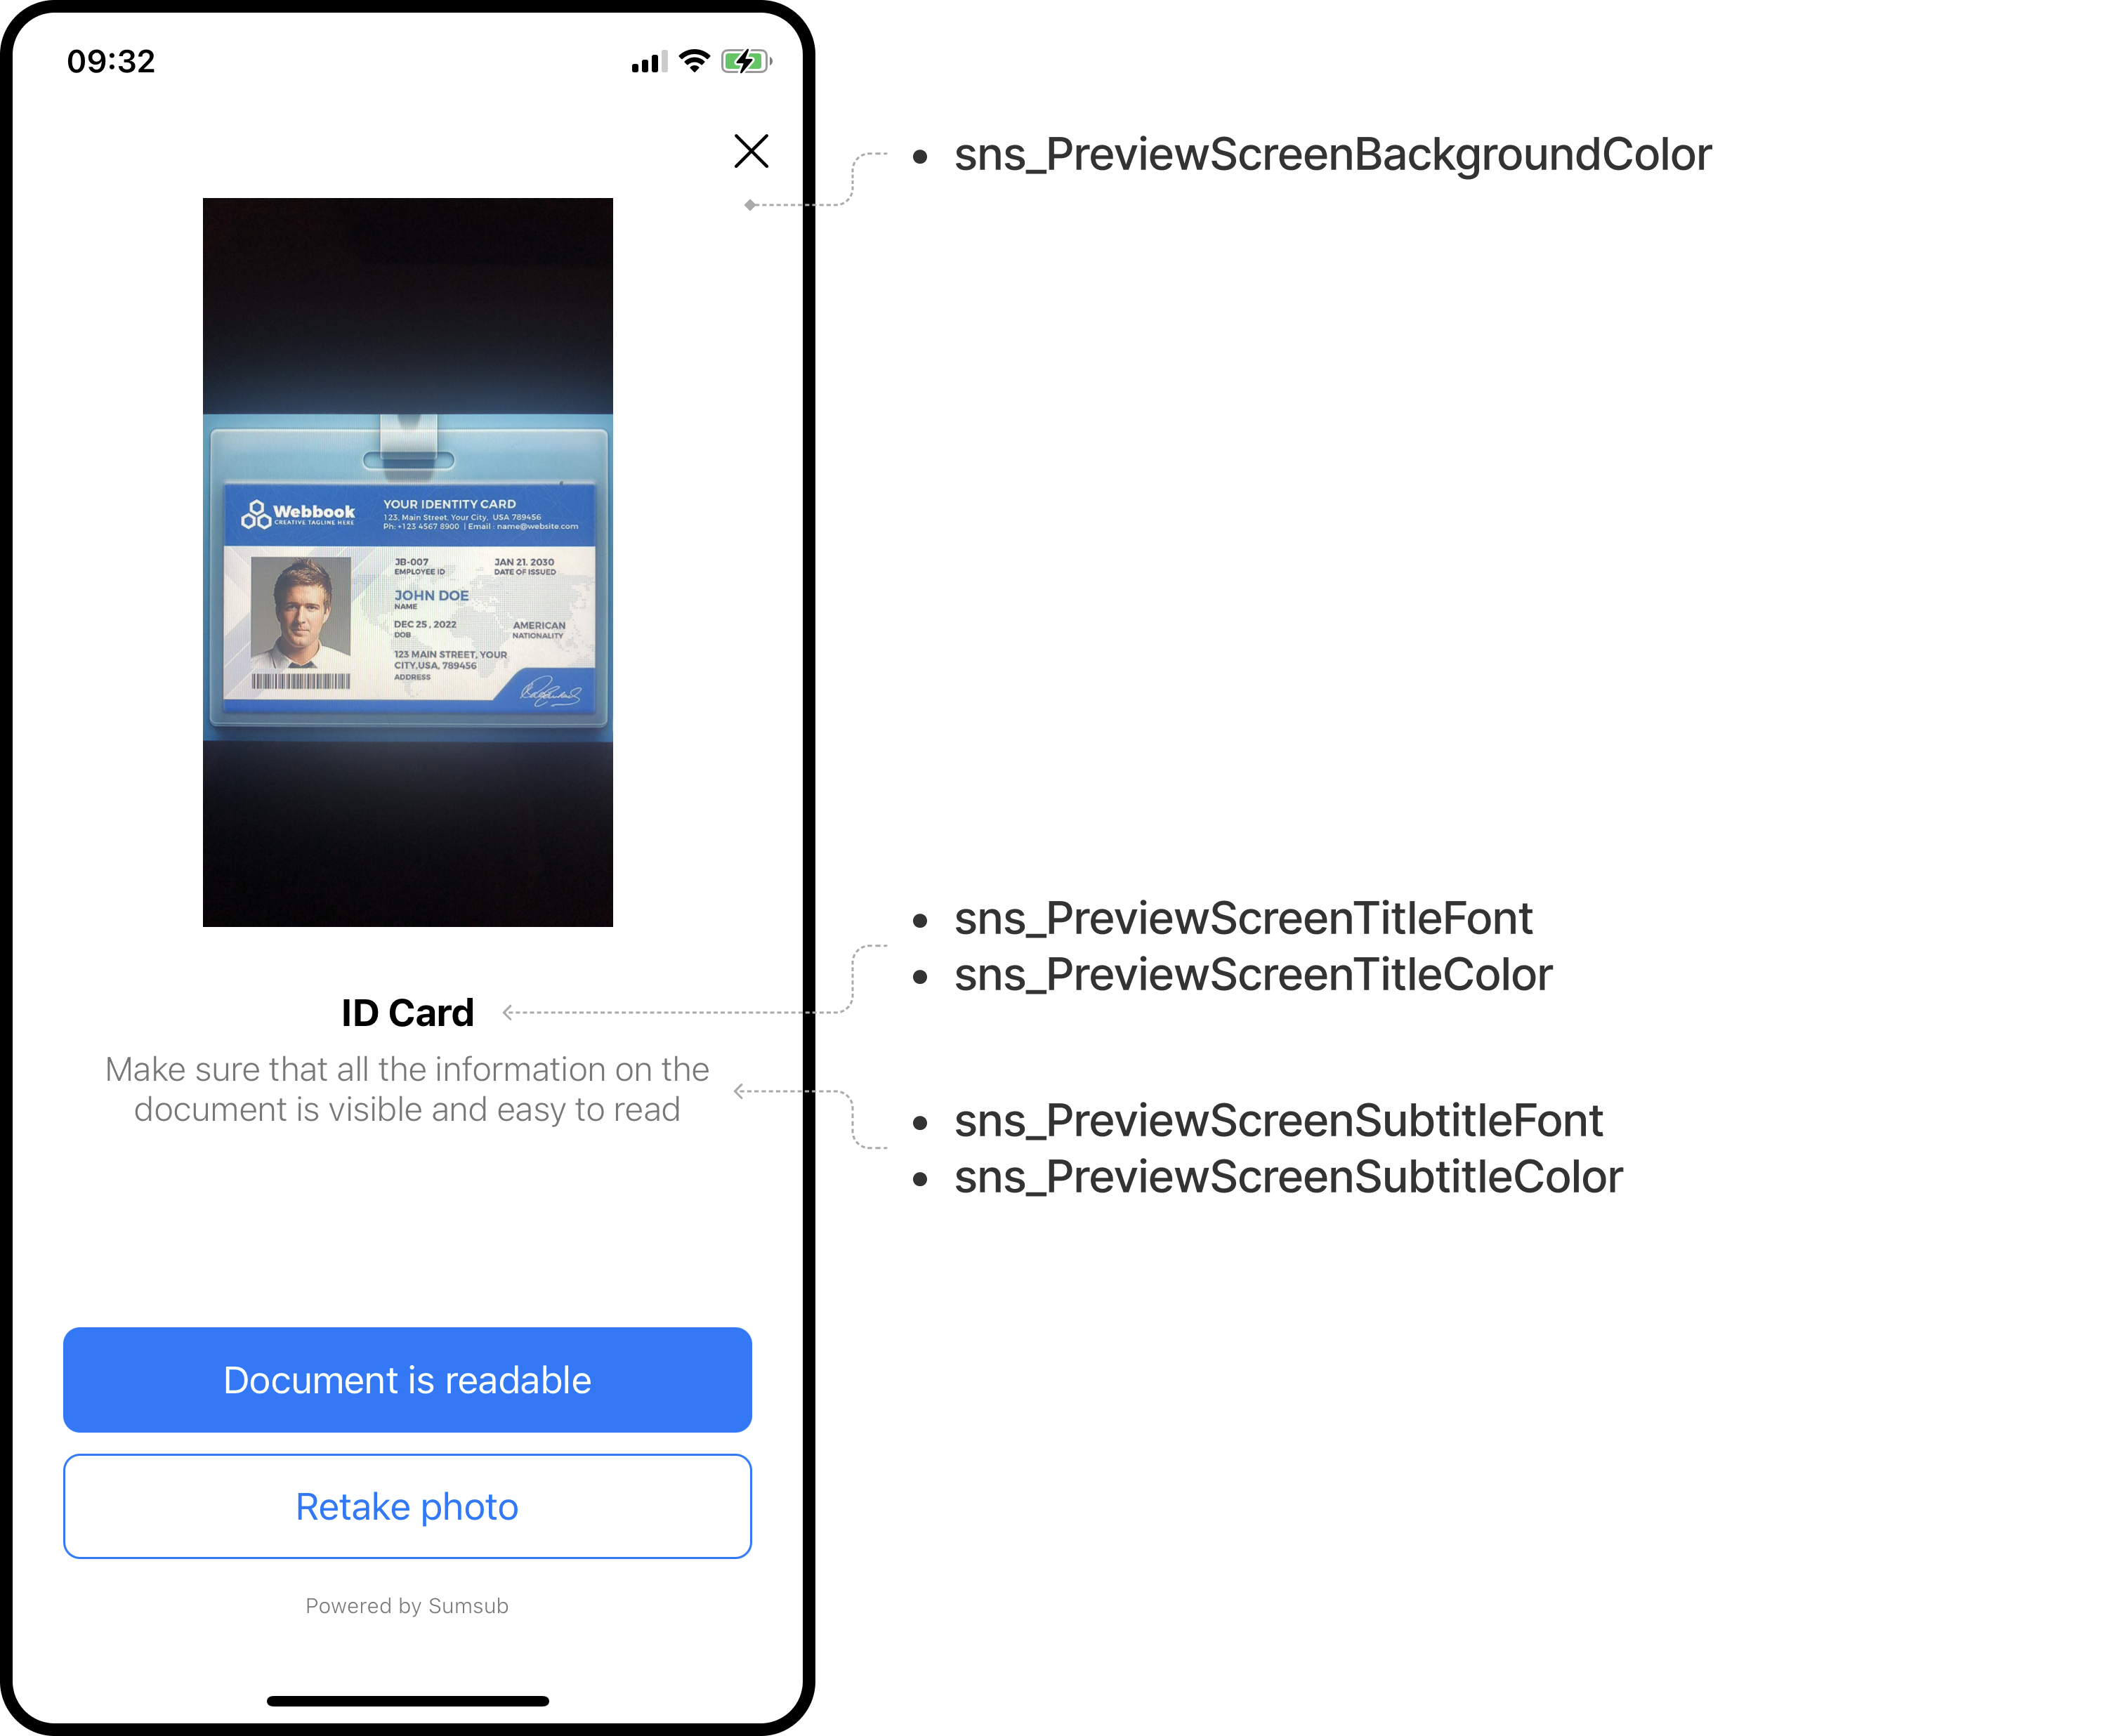 09:32
sns_PreviewScreenBackgroundColor
Webbook
CREATIVE TAGLINE HERE
YOUR IDENTITY CARD
123, Main Street, Your City, USA 789456
Ph: +123 4567 8900 | Email : name@website.com
JB-007
EMPLOYEE ID
JAN 21. 2030
DATE OF ISSUED
JOHN DOE
NAME
DEC 25 , 2022
DOB
AMERICAN
NATIONALITY
123 MAIN STREET, YOUR
CITY,USA, 789456
ADDRESS
sns_PreviewScreenTitleFont
sns_PreviewScreenTitleColor
ID Card
Make sure that all the information on the
document is visible and easy to read
sns_PreviewScreenSubtitleFont
sns_PreviewScreenSubtitleColor
Document is readable
Retake photo
Powered by Sumsub